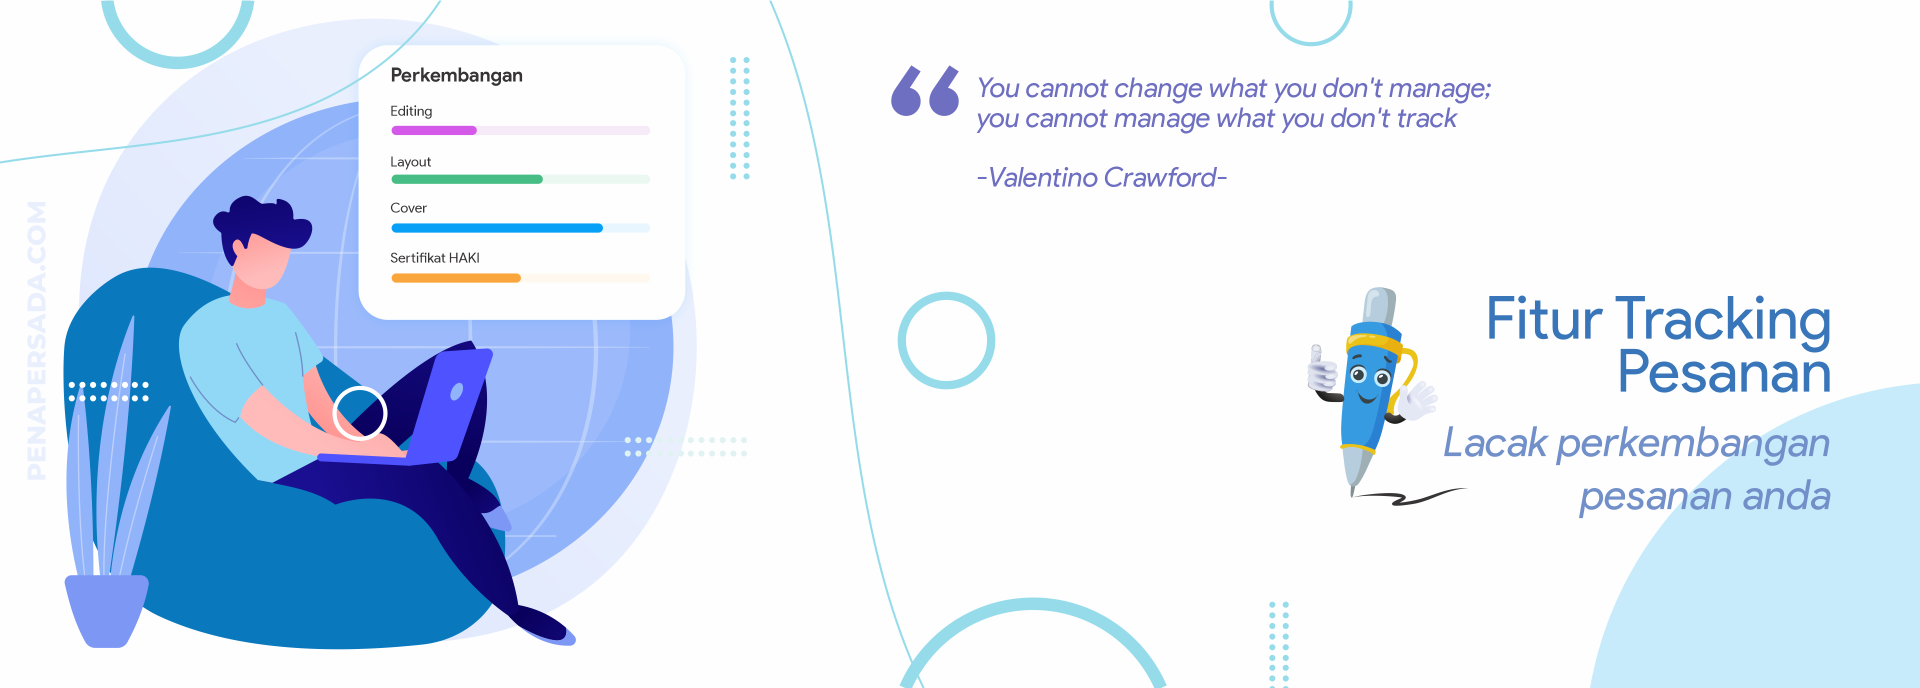 PENAPERSADA.COM
Perkembangan
Editing
Layout
Cover
Sertifikat HAKI
You cannot change what you don't manage;
you cannot manage what you don't track
-Valentino Crawford-
Fitur Tracking
Pesanan
Lacak perkembangan
pesanan anda